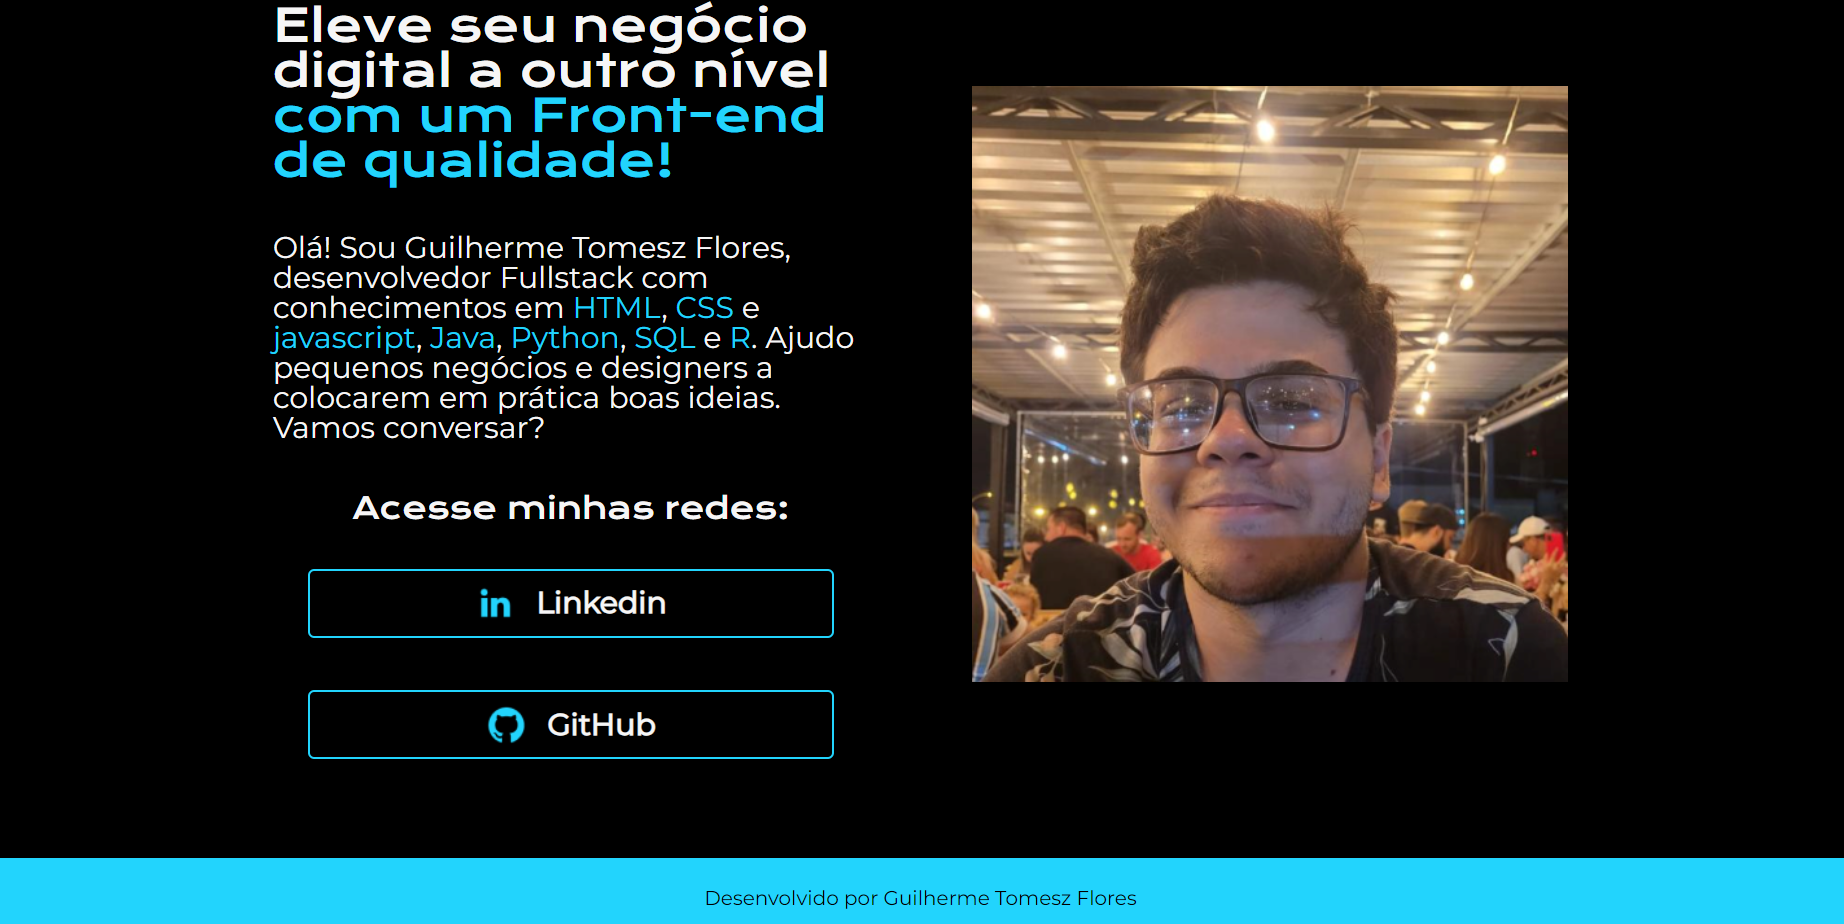 Eleve seu negócio
digital a outro nível
com um Front-end
de qualidade!
Olá! Sou Guilherme Tomesz Flores,
desenvolvedor Fullstack com
conhecimentos em HTML, CSS e
javascript, Java, Python, SQL e R. Ajudo
pequenos negócios e designers a
colocarem em prática boas ideias.
Vamos conversar?
Acesse minhas redes:
in Linkedin
GitHub
Desenvolvido por Guilherme Tomesz Flores